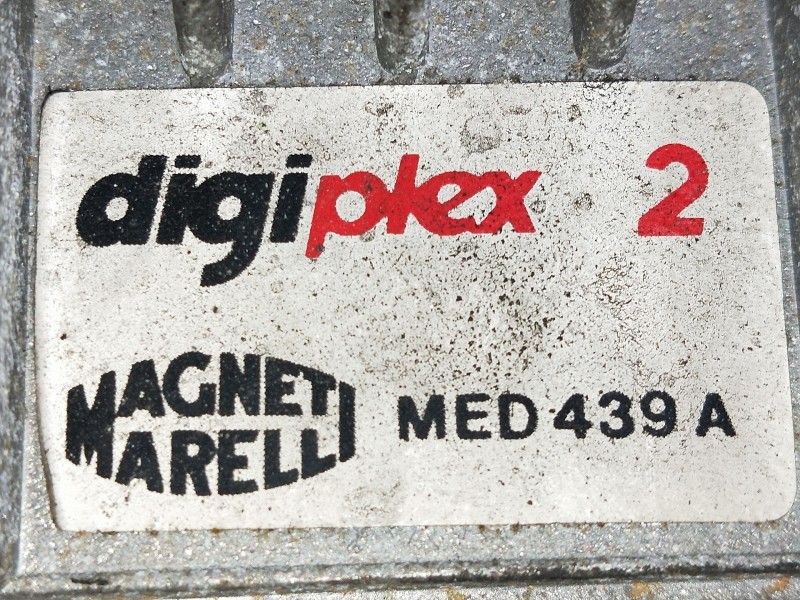 digiplex 2
MAGNETI
MARELLI
MED 439 A